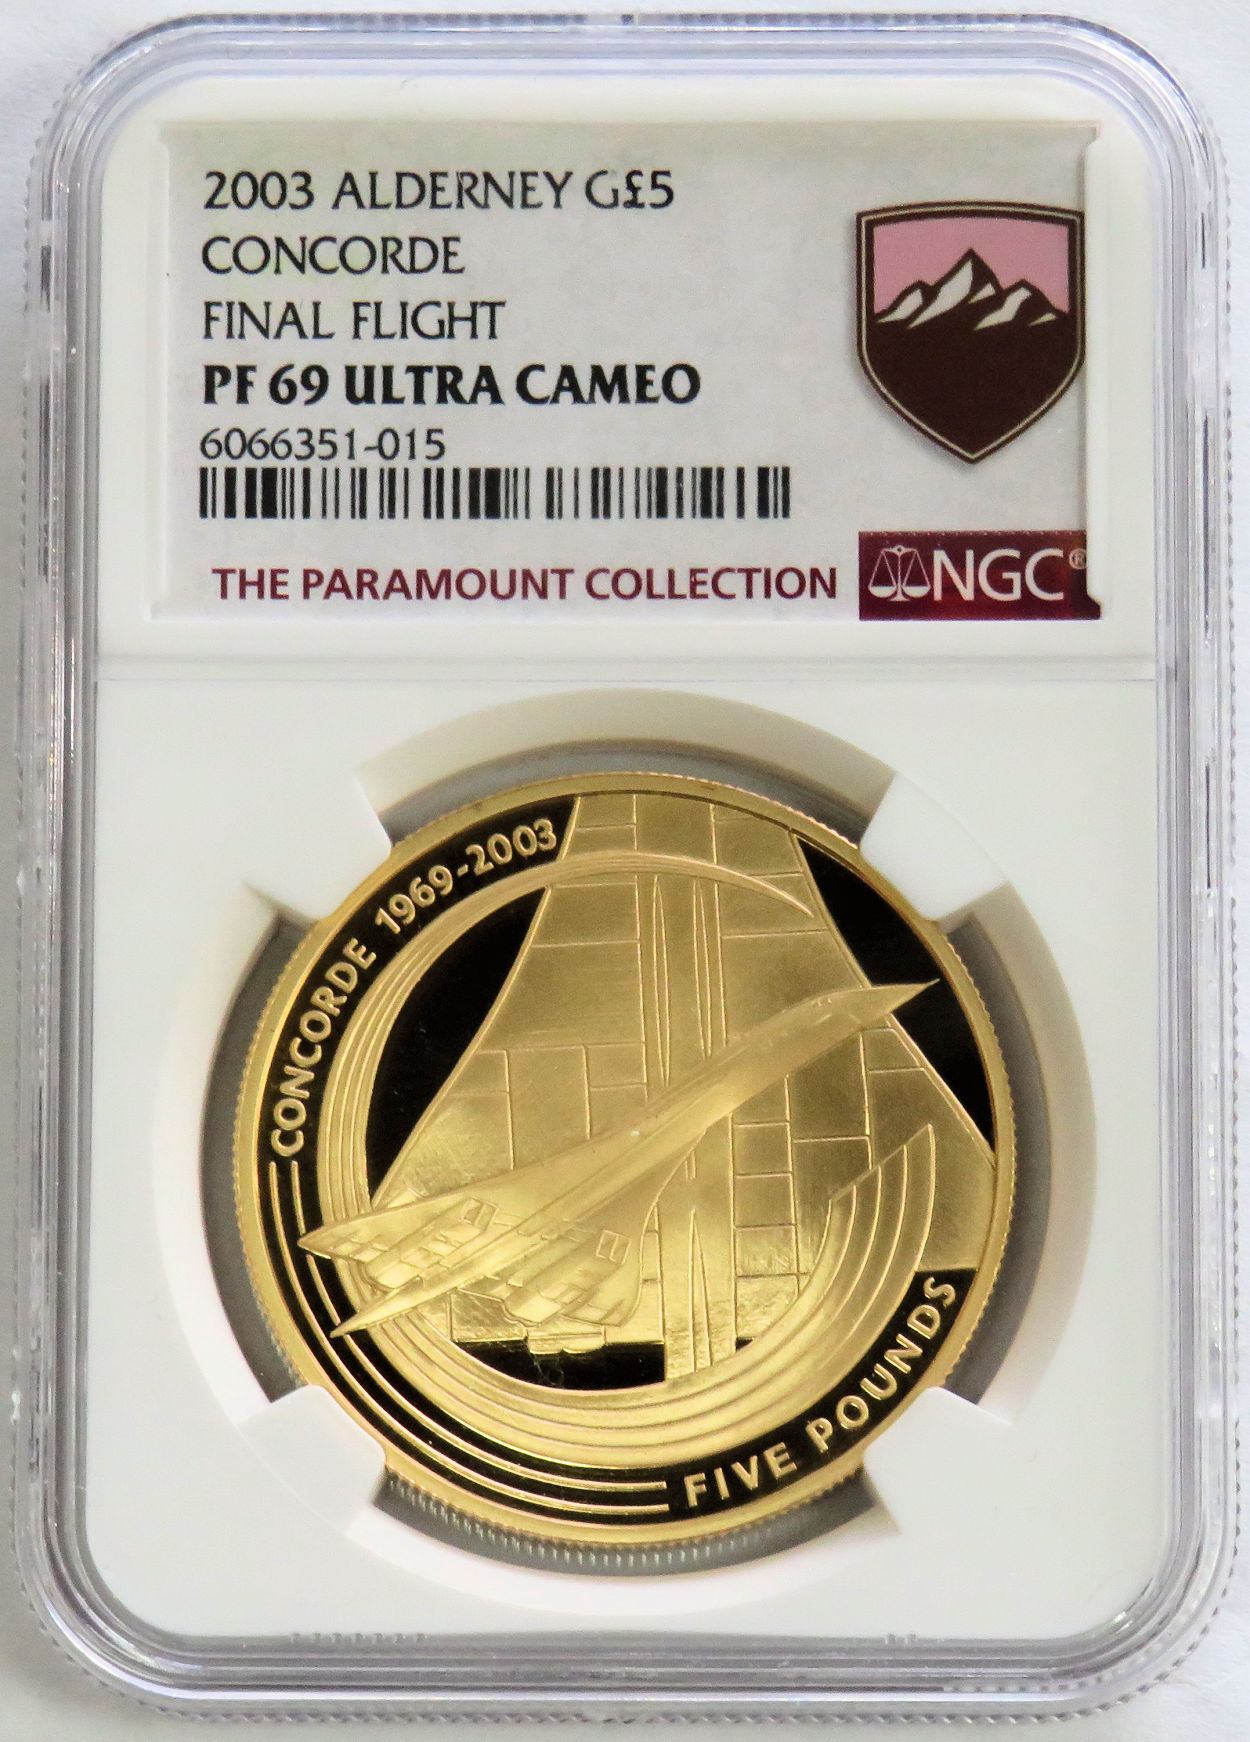 2003 ALDERNEY G£5
CONCORDE
FINAL FLIGHT
PF 69 ULTRA CAMEO
6066351-015
THE PARAMOUNT COLLECTION
NGC®
CONCORDE 1969-2003
FIVE POUNDS